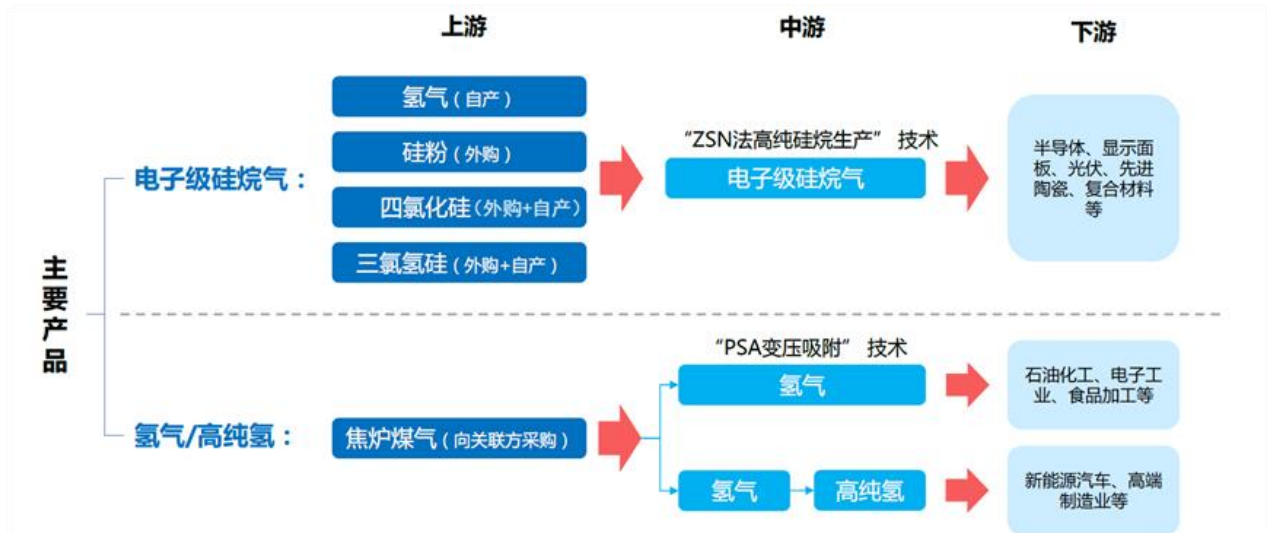 上游
中游
下游
主要产品
电子级硅烷气：
氢气（自产）
硅粉（外购）
四氯化硅（外购+自产）
三氯氢硅（外购+自产）
“ZSN法高纯硅烷生产” 技术
电子级硅烷气
半导体、显示面
板、光伏、先进
陶瓷、复合材料
等
氢气/高纯氢：
焦炉煤气（向关联方采购）
“PSA变压吸附” 技术
氢气
石油化工、电子工
业、食品加工等
氢气
高纯氢
新能源汽车、高端
制造业等